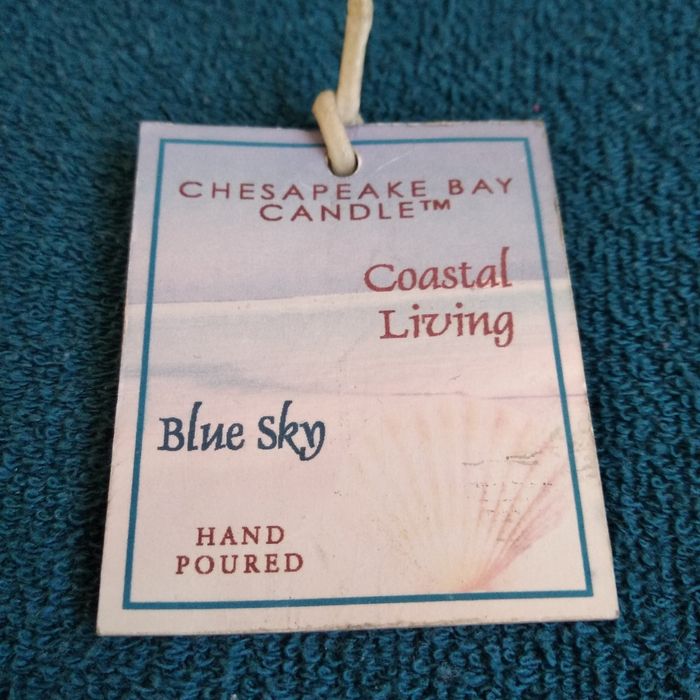 CHESAPEAKE BAY
CANDLE™
Coastal
Living
Blue Sky
HAND
POURED